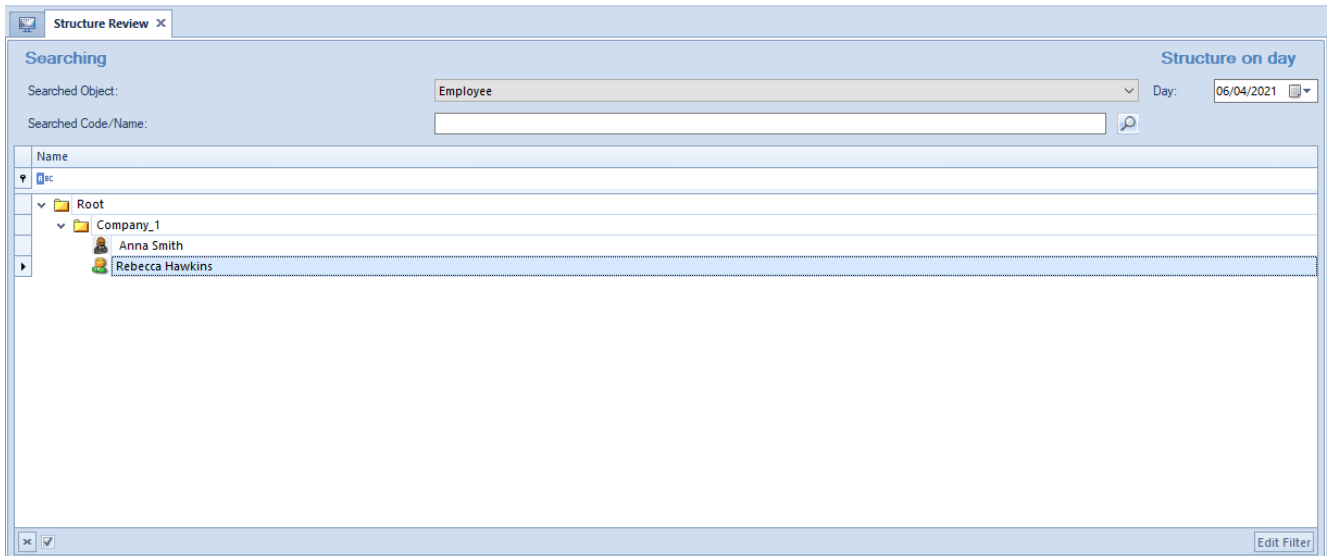 Structure Review
Searching
Structure on day
Searched Object:
Employee
Day:
06/04/2021
Searched Code/Name:
Name
Root
Company_1
Anna Smith
Rebecca Hawkins
Edit Filter